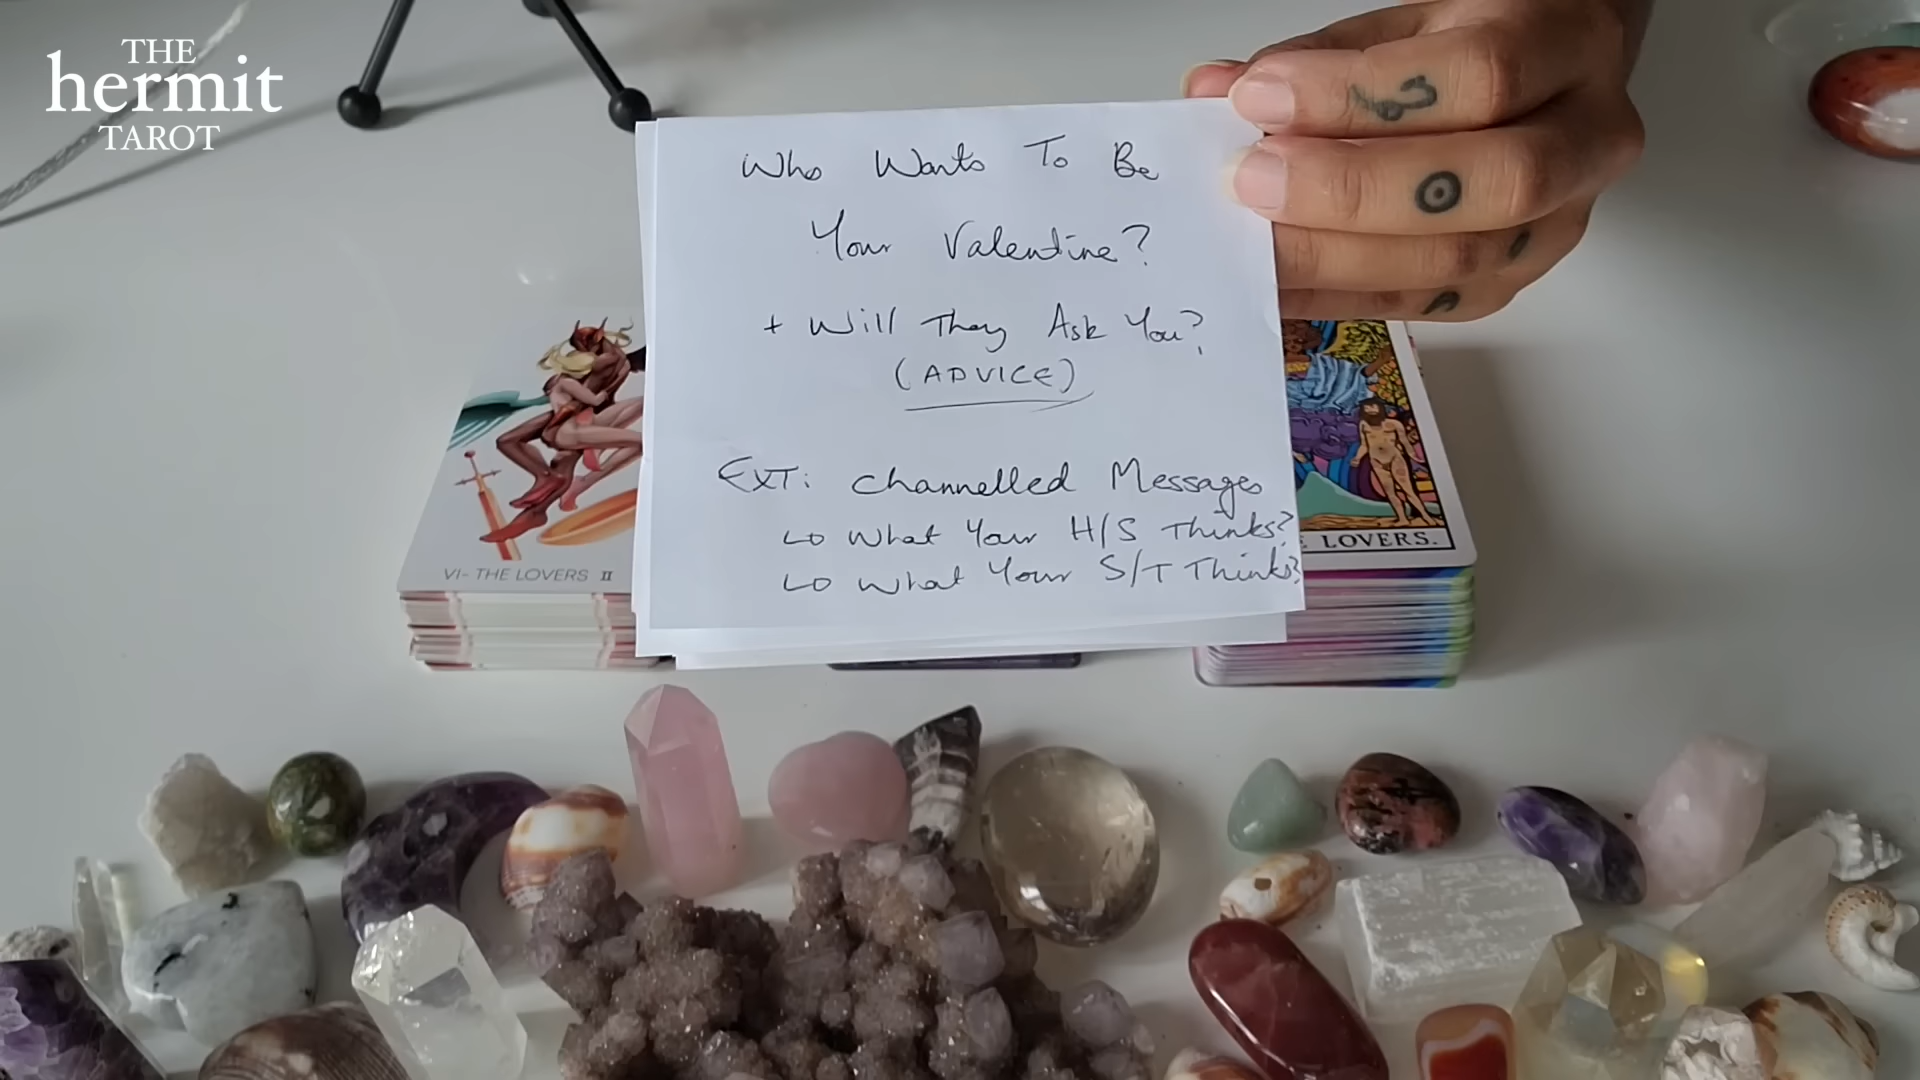 THE
hermit
TAROT
Who Wants To Be
Your Valentine?
+ Will They Ask You?
(ADVICE)
EXT: Channelled Messages
↳ What Your H/S Thinks?
↳ What Your S/T Thinks?
VI- THE LOVERS II
LOVERS.